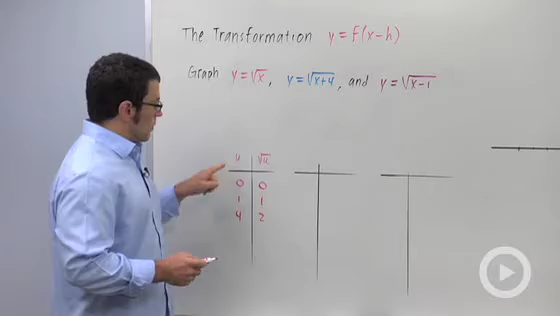 The Transformation y = f(x-h)
Graph y = √x, y = √x+4, and y = √x-1
u √u
0 0
1 1
4 2